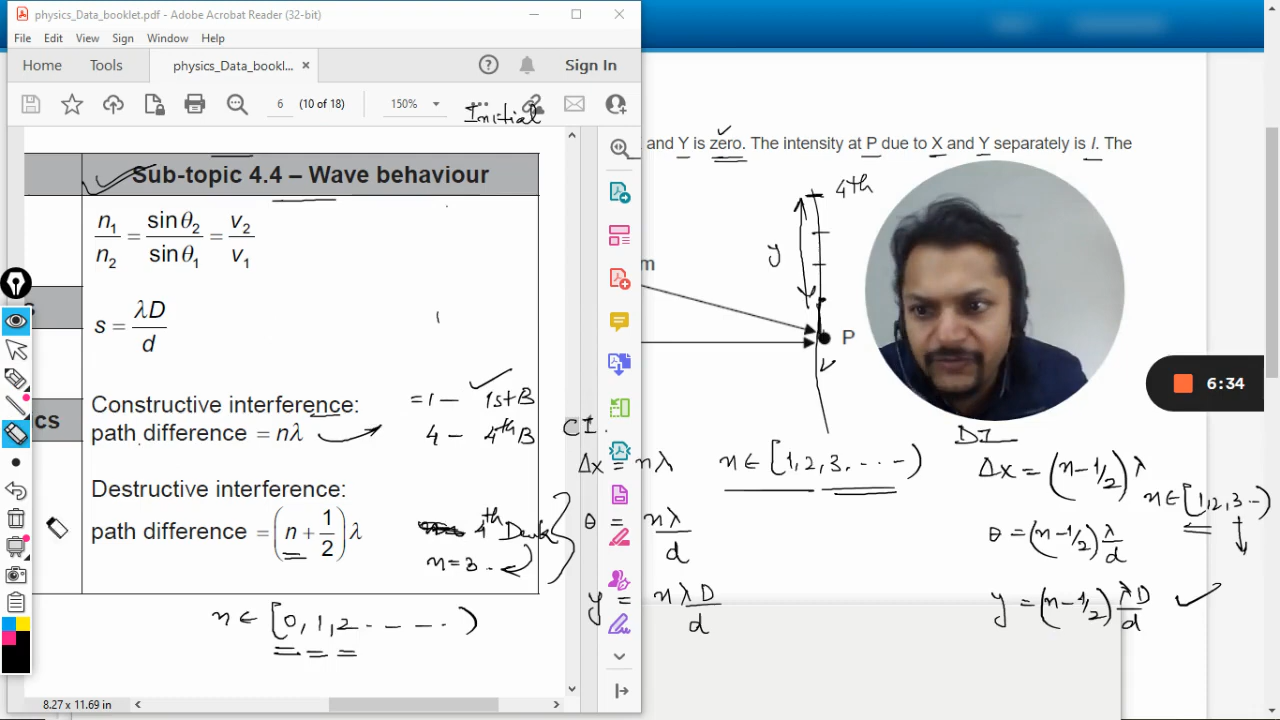 physics_Data_booklet.pdf - Adobe Acrobat Reader (32-bit)
File Edit View Sign Window Help
Home Tools physics_Data_bookl... × Sign In
6 (10 of 18) 150%
Initial
and Y is zero. The intensity at P due to X and Y separately is I. The
Sub-topic 4.4 – Wave behaviour
n₁/n₂ = sin θ₂/sin θ₁ = v₂/v₁
4th
y
m
s = λD/d
P
6:34
Constructive interference:
= 1 – 1st B
path difference = nλ
4 – 4th B
cs
CI.
DI
Δx = nλ n ∈ [1, 2, 3. . . . –)
Δx = (n – 1/2) λ
n ∈ [1, 2, 3 ..)
Destructive interference:
path difference = (n + 1/2) λ
4th Dark
n = 3
θ = nλ/d
θ = (n – 1/2) λ/d
y = nλD/d
y = (n – 1/2) λD/d
n ∈ [0, 1, 2 . . . – – – . )
8.27 x 11.69 in